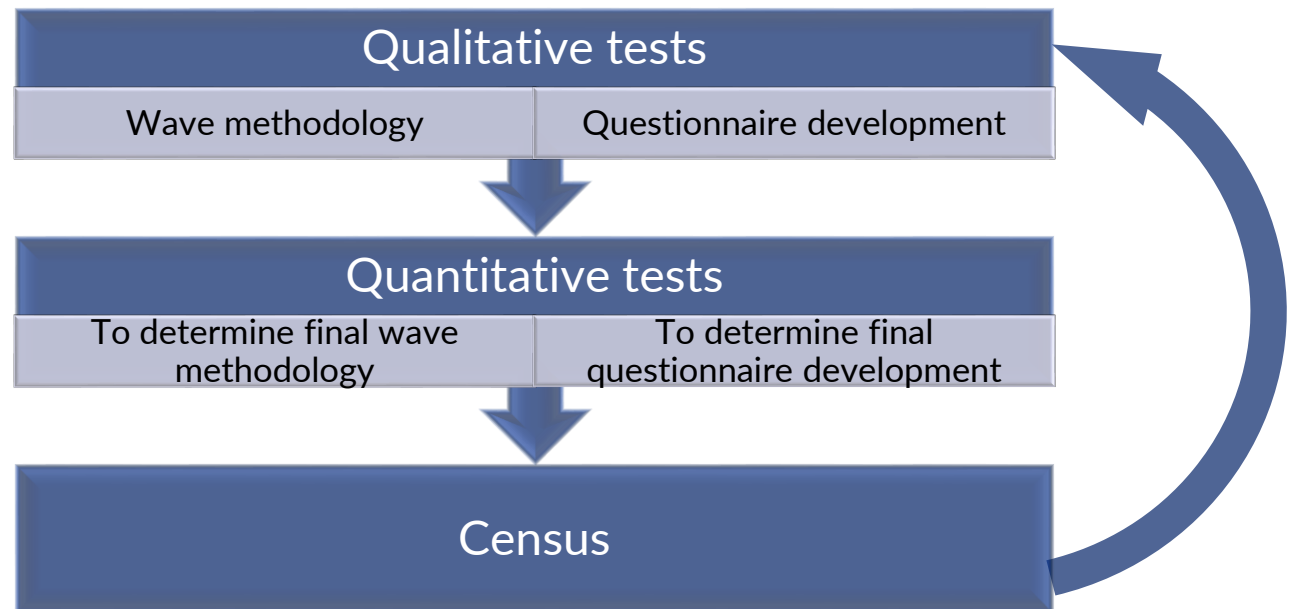 Qualitative tests
Wave methodology
Questionnaire development
Quantitative tests
To determine final wave
methodology
To determine final
questionnaire development
Census